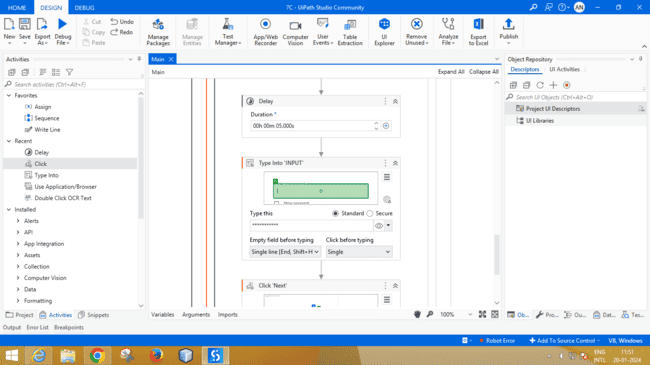 HOME DESIGN DEBUG 7C - UiPath Studio Community AN
New Save Export As Debug File Cut Copy Paste Undo Redo Manage Packages Manage Entities Test Manager App/Web Recorder Computer Vision User Events Table Extraction UI Explorer Remove Unused Analyze File Export to Excel Publish
Activities
Search activities (Ctrl+Alt+F)
Favorites
Assign
Sequence
Write Line
Recent
Delay
Click
Type Into
Use Application/Browser
Double Click OCR Text
Installed
Alerts
API
App Integration
Assets
Collection
Computer Vision
Data
Files
Formatting
Project Activities Snippets
Main
Main Expand All Collapse All
Delay
Duration *
00h 00m 05,000s
Type Into 'INPUT'
Type this Standard Secure
***********
Empty field before typing Click before typing
Single line [End, Shift+H Single
Click 'Next'
Variables Arguments Imports 100%
Object Repository
Descriptors UI Activities
Search UI Objects (Ctrl+Alt+O)
Project UI Descriptors
UI Libraries
Ob... Pro... Ou... Dat... Tes...
Output Error List Breakpoints
Robot Error Add To Source Control VB, Windows
ENG 11:51
INTL 20-01-2024